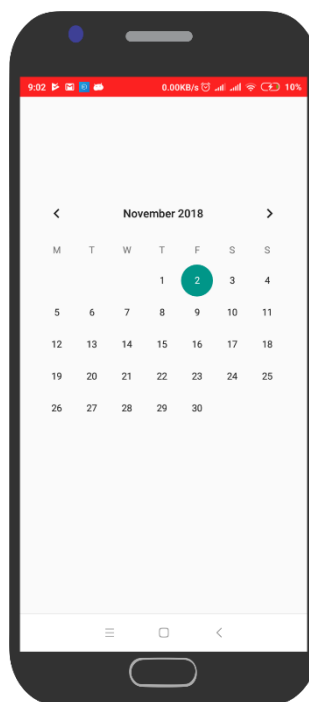 9:02 0.00KB/s 10%
November 2018
M T W T F S S
1 2 3 4
5 6 7 8 9 10 11
12 13 14 15 16 17 18
19 20 21 22 23 24 25
26 27 28 29 30